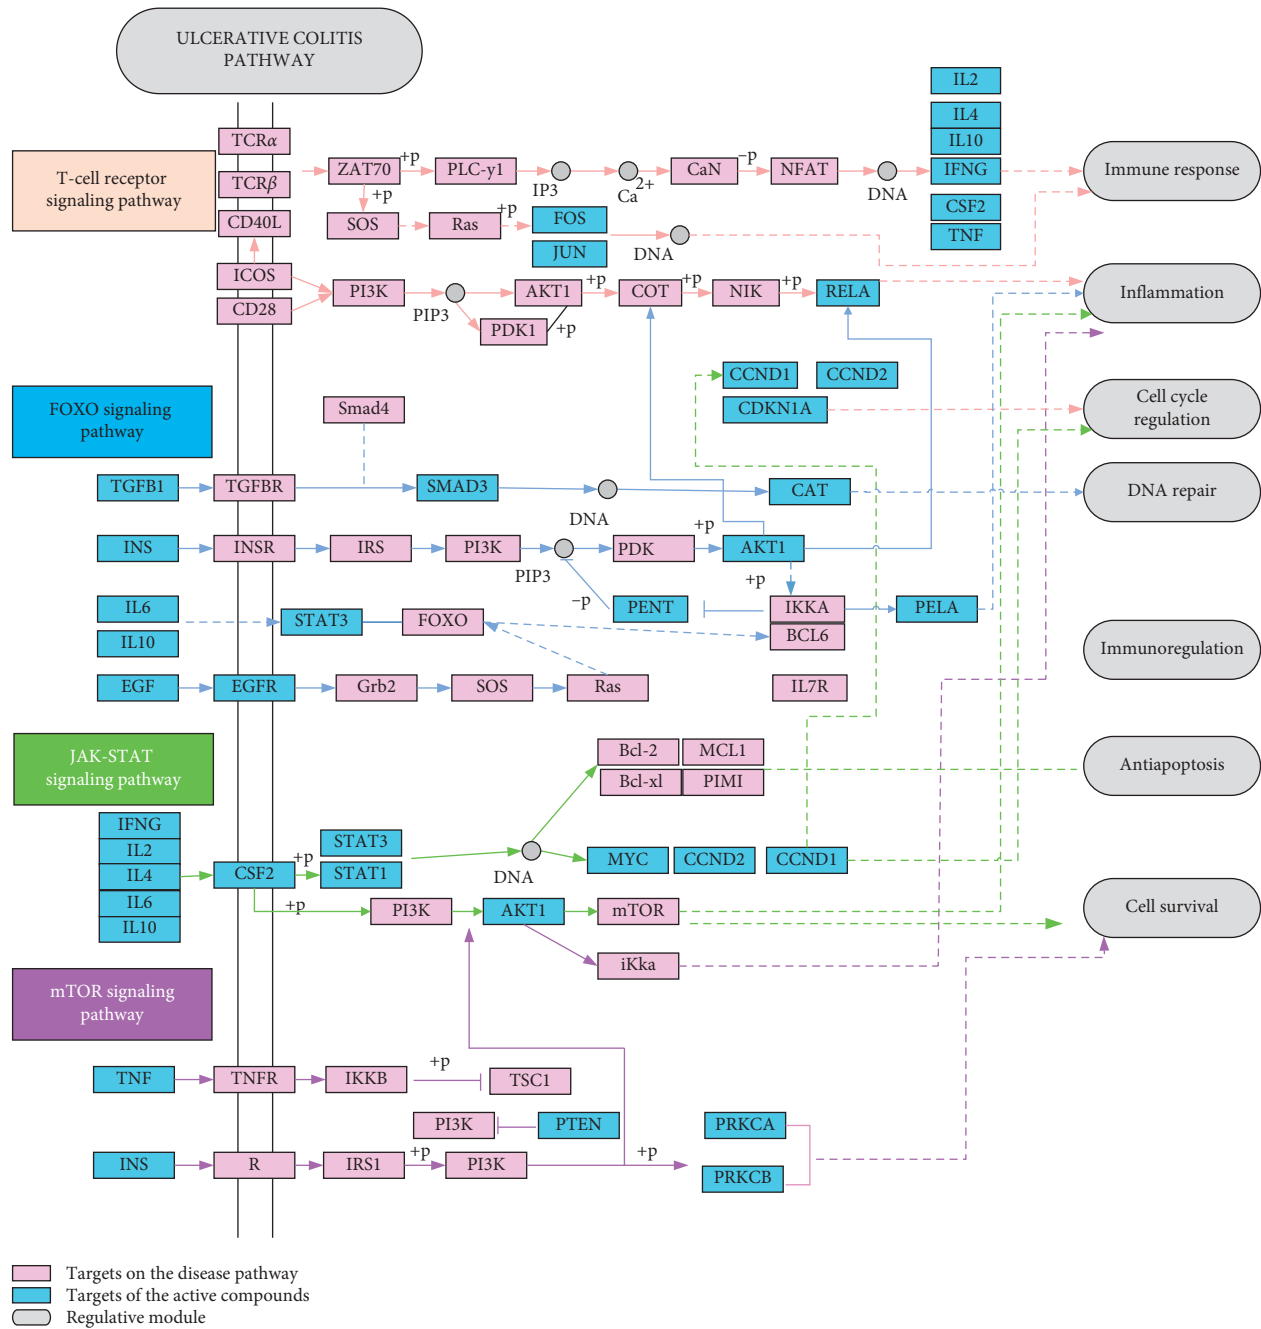 ULCERATIVE COLITIS
PATHWAY
T-cell receptor
signaling pathway
TCRα
TCRβ
CD40L
ICOS
CD28
ZAT70
+p
PLC-y1
IP3
Ca2+
CaN
−p
NFAT
DNA
IL2
IL4
IL10
IFNG
CSF2
TNF
Immune response
+p
SOS
Ras
+p
FOS
JUN
DNA
PI3K
PIP3
AKT1
PDK1
+p
+p
COT
+p
NIK
+p
RELA
Inflammation
CCND1
CCND2
CDKN1A
Cell cycle
regulation
FOXO signaling
pathway
Smad4
TGFB1
TGFBR
SMAD3
DNA
CAT
DNA repair
INS
INSR
IRS
PI3K
PIP3
PDK
+p
AKT1
+p
−p
PENT
IKKA
BCL6
PELA
IL6
IL10
STAT3
FOXO
Immunoregulation
EGF
EGFR
Grb2
SOS
Ras
IL7R
JAK-STAT
signaling pathway
Bcl-2
MCL1
Bcl-xl
PIMI
Antiapoptosis
IFNG
IL2
IL4
IL6
IL10
CSF2
+p
STAT3
STAT1
DNA
MYC
CCND2
CCND1
+p
PI3K
AKT1
mTOR
Cell survival
iKka
mTOR signaling
pathway
TNF
TNFR
IKKB
+p
TSC1
PI3K
PTEN
PRKCA
INS
R
IRS1
+p
PI3K
+p
PRKCB
Targets on the disease pathway
Targets of the active compounds
Regulative module